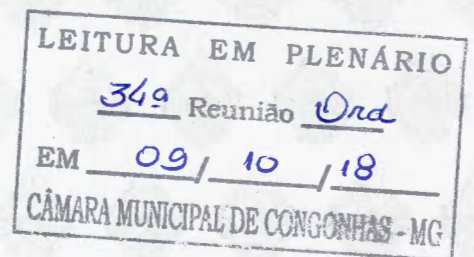 LEITURA EM PLENÁRIO
34ª Reunião Ord
EM 09/10/18
CÂMARA MUNICIPAL DE CONGONHAS - MG